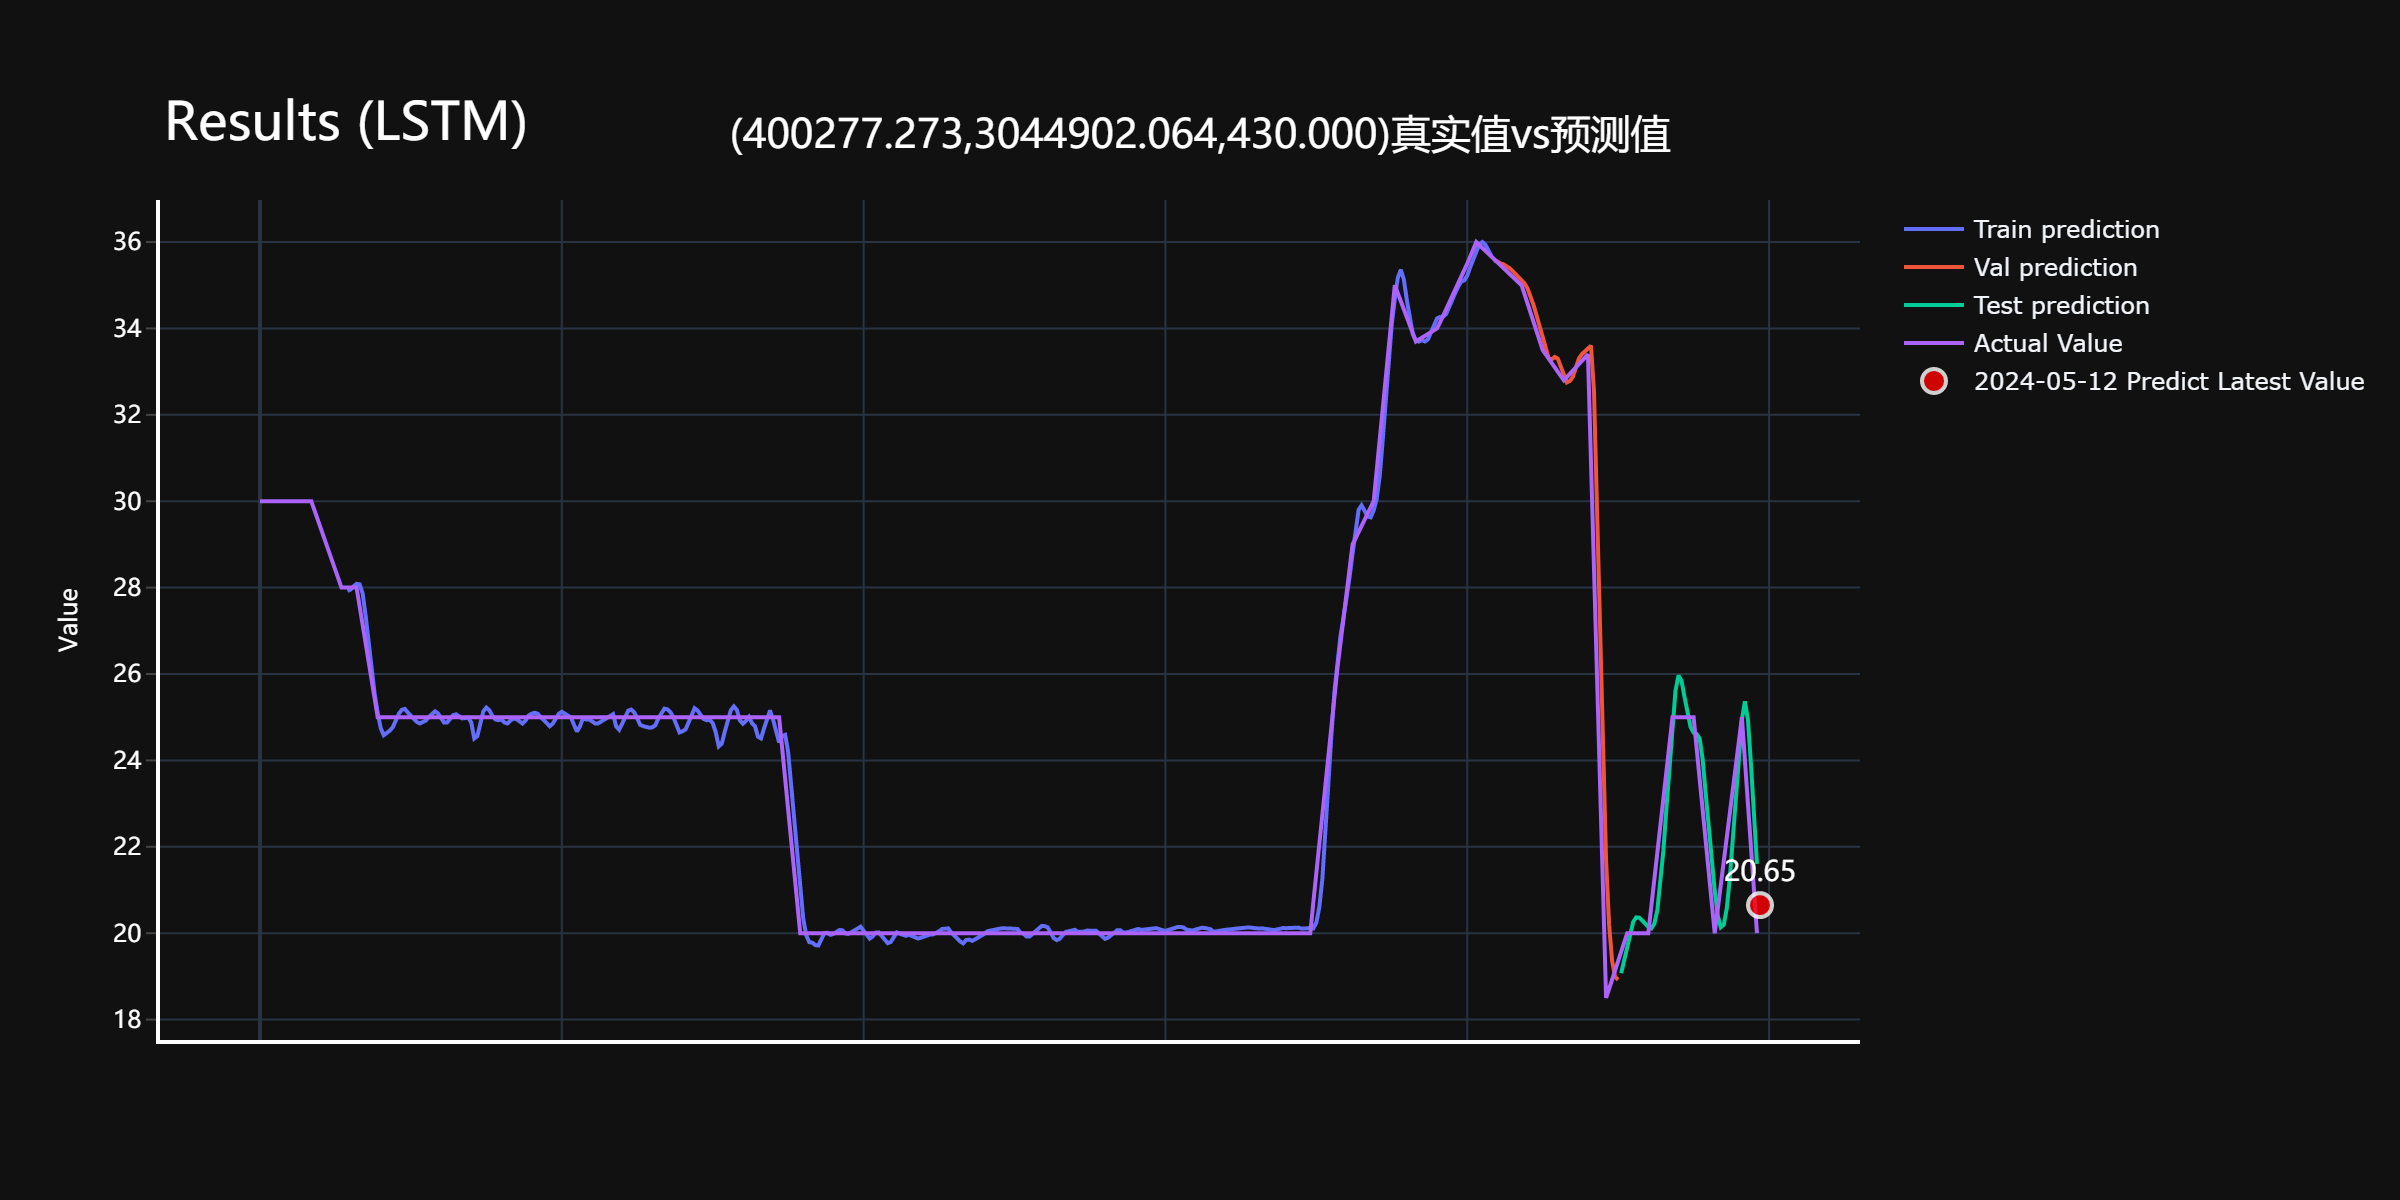 Results (LSTM)
(400277.273,3044902.064,430.000)真实值vs预测值
Train prediction
Val prediction
Test prediction
Actual Value
2024-05-12 Predict Latest Value
Value
36
34
32
30
28
26
24
22
20
18
20.65